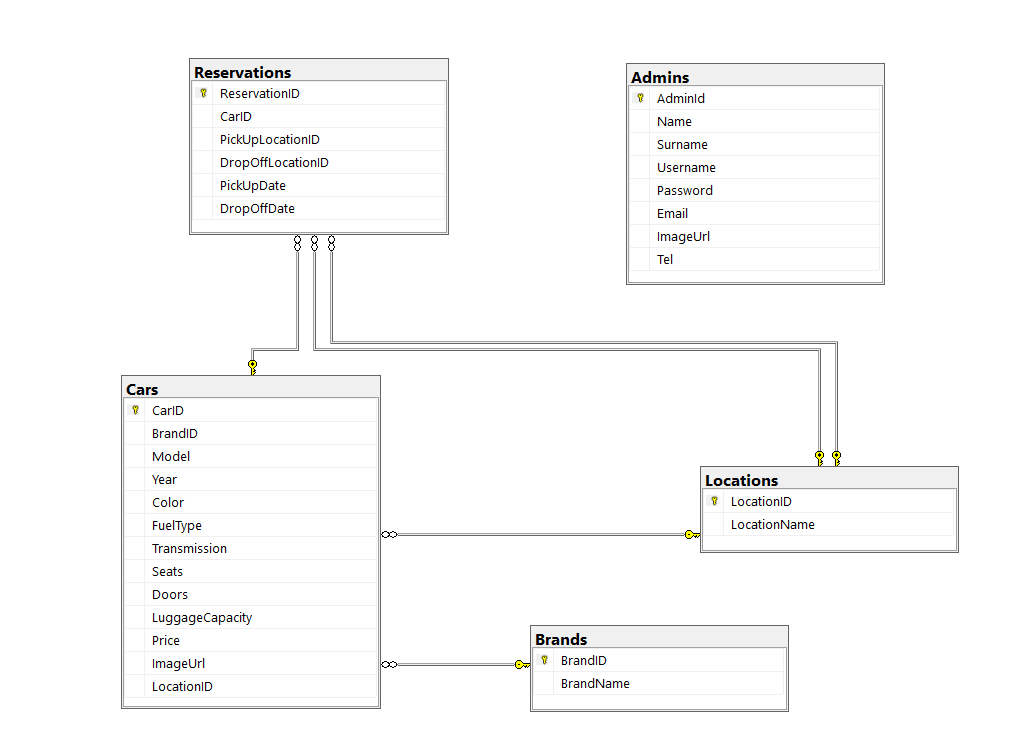 Reservations
ReservationID
CarID
PickUpLocationID
DropOffLocationID
PickUpDate
DropOffDate
Admins
AdminId
Name
Surname
Username
Password
Email
ImageUrl
Tel
Cars
CarID
BrandID
Model
Year
Color
FuelType
Transmission
Seats
Doors
LuggageCapacity
Price
ImageUrl
LocationID
Locations
LocationID
LocationName
Brands
BrandID
BrandName